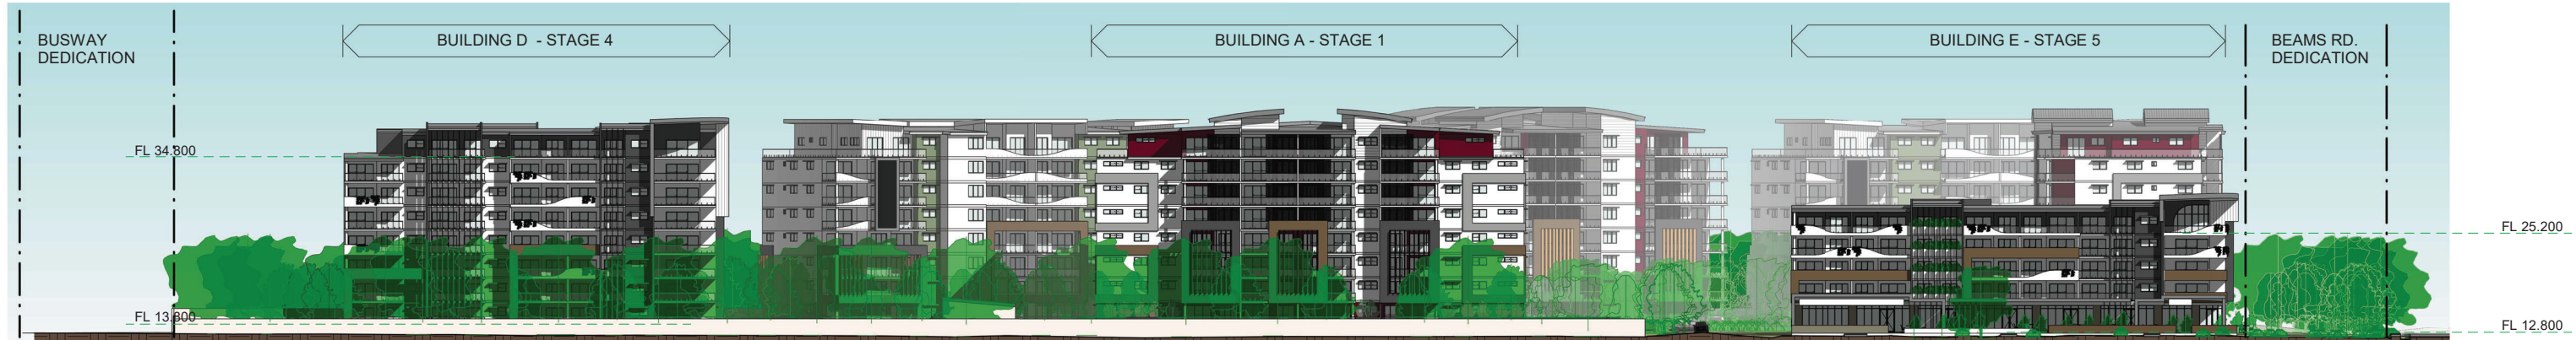 BUSWAY
DEDICATION
BUILDING D - STAGE 4
BUILDING A - STAGE 1
BUILDING E - STAGE 5
BEAMS RD.
DEDICATION
FL 34.800
FL 25.200
FL 13.800
FL 12.800